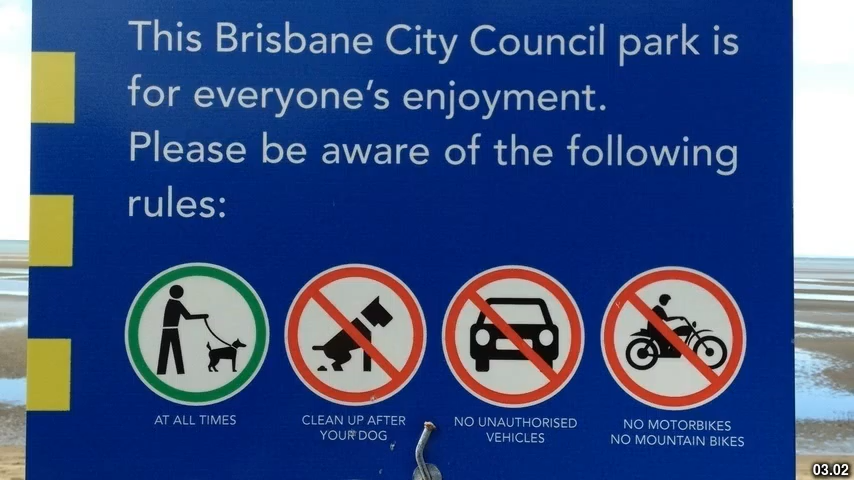 This Brisbane City Council park is
for everyone's enjoyment.
Please be aware of the following
rules:
AT ALL TIMES
CLEAN UP AFTER
YOUR DOG
NO UNAUTHORISED
VEHICLES
NO MOTORBIKES
NO MOUNTAIN BIKES
03.02